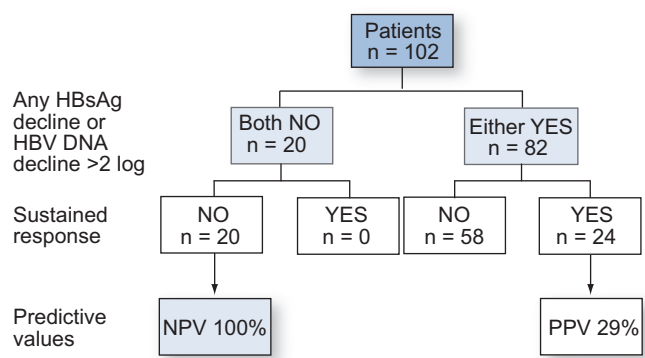 Patients
n = 102
Any HBsAg
decline or
HBV DNA
decline >2 log
Both NO
n = 20
Either YES
n = 82
Sustained
response
NO
n = 20
YES
n = 0
NO
n = 58
YES
n = 24
Predictive
values
NPV 100%
PPV 29%